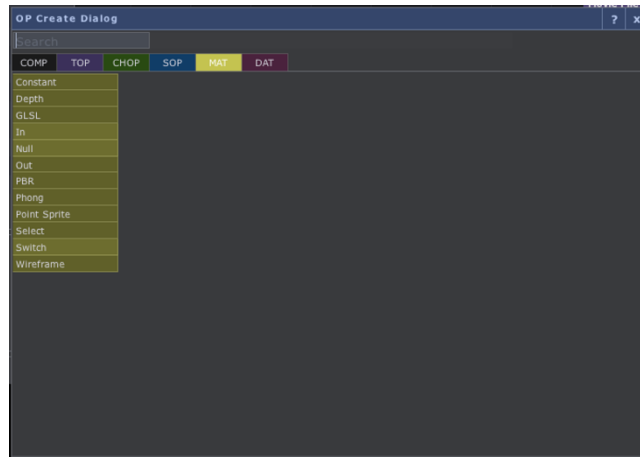 OP Create Dialog ? x
Search
COMP TOP CHOP SOP MAT DAT
Constant
Depth
GLSL
In
Null
Out
PBR
Phong
Point Sprite
Select
Switch
Wireframe